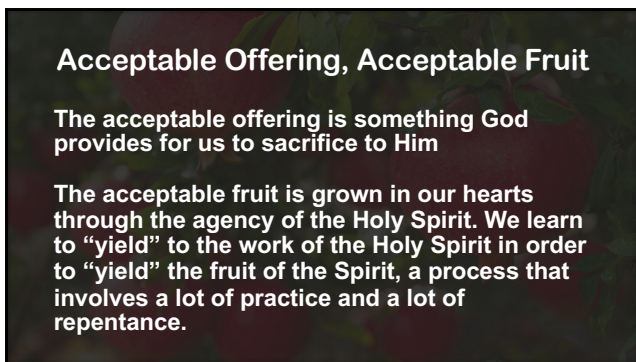 Acceptable Offering, Acceptable Fruit
The acceptable offering is something God
provides for us to sacrifice to Him
The acceptable fruit is grown in our hearts
through the agency of the Holy Spirit. We learn
to “yield” to the work of the Holy Spirit in order
to “yield” the fruit of the Spirit, a process that
involves a lot of practice and a lot of
repentance.